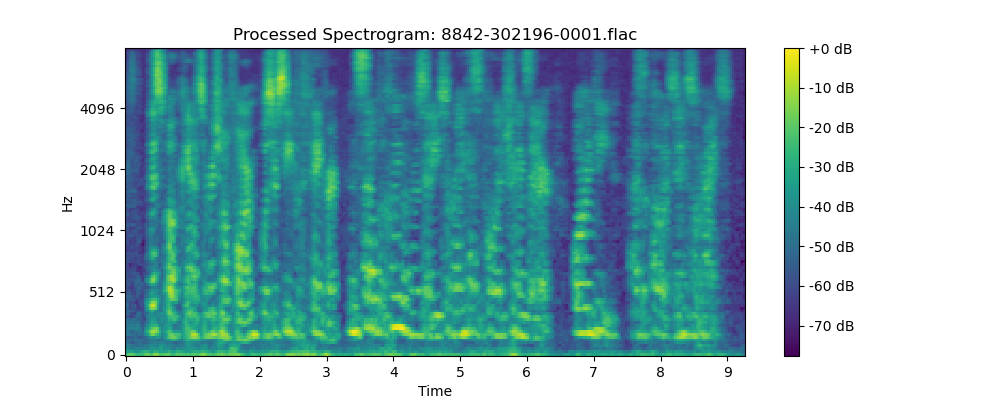 Processed Spectrogram: 8842-302196-0001.flac
Hz
4096
2048
1024
512
0
0 1 2 3 4 5 6 7 8 9
Time
+0 dB
-10 dB
-20 dB
-30 dB
-40 dB
-50 dB
-60 dB
-70 dB